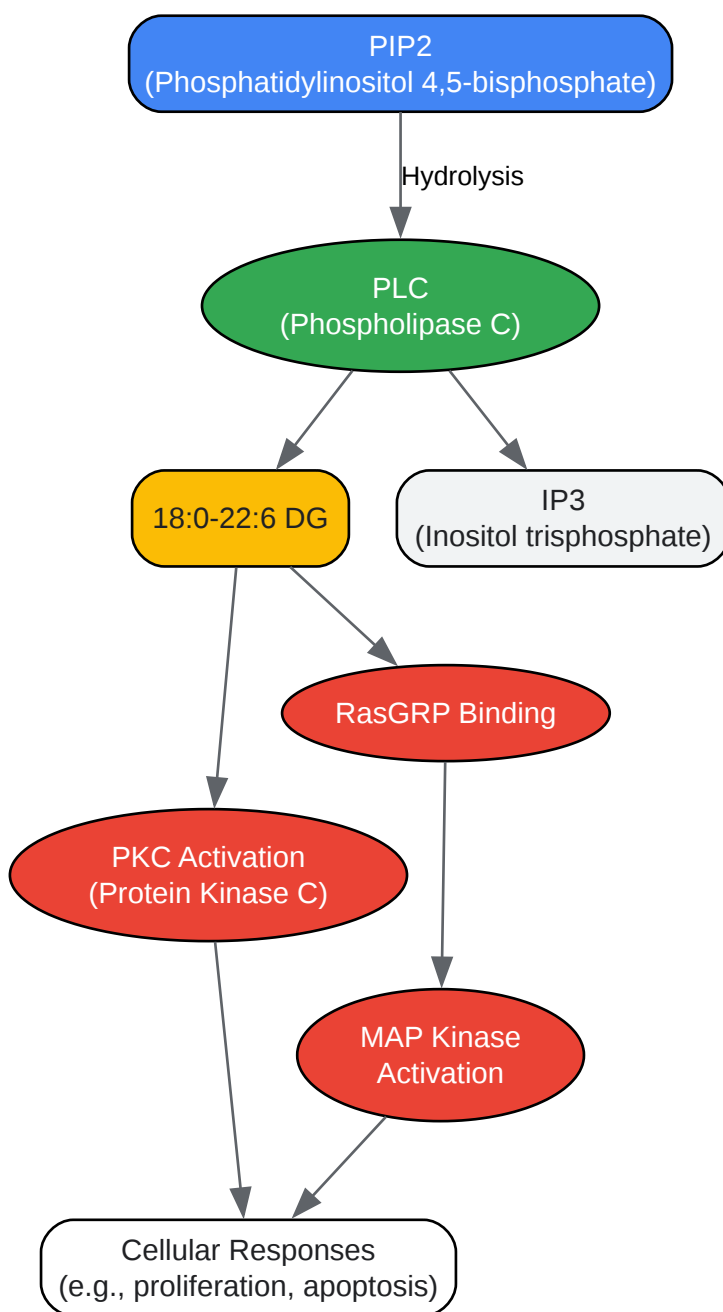 PIP2
(Phosphatidylinositol 4,5-bisphosphate)
Hydrolysis
PLC
(Phospholipase C)
18:0-22:6 DG
IP3
(Inositol trisphosphate)
RasGRP Binding
PKC Activation
(Protein Kinase C)
MAP Kinase
Activation
Cellular Responses
(e.g., proliferation, apoptosis)